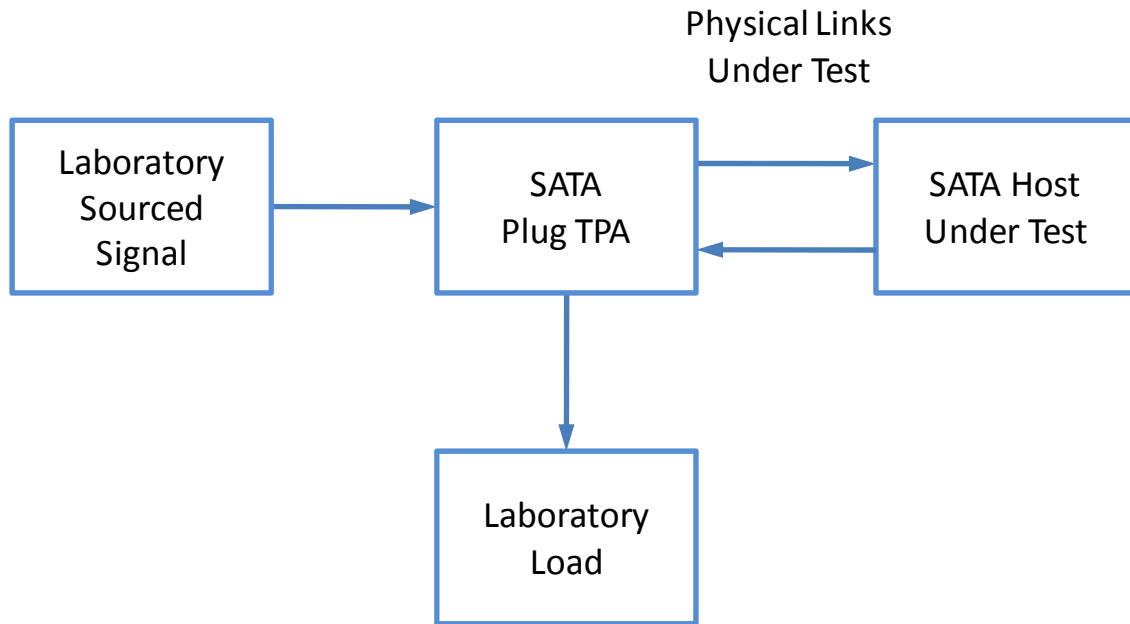 Physical Links
Under Test
Laboratory
Sourced
Signal
SATA
Plug TPA
SATA Host
Under Test
Laboratory
Load